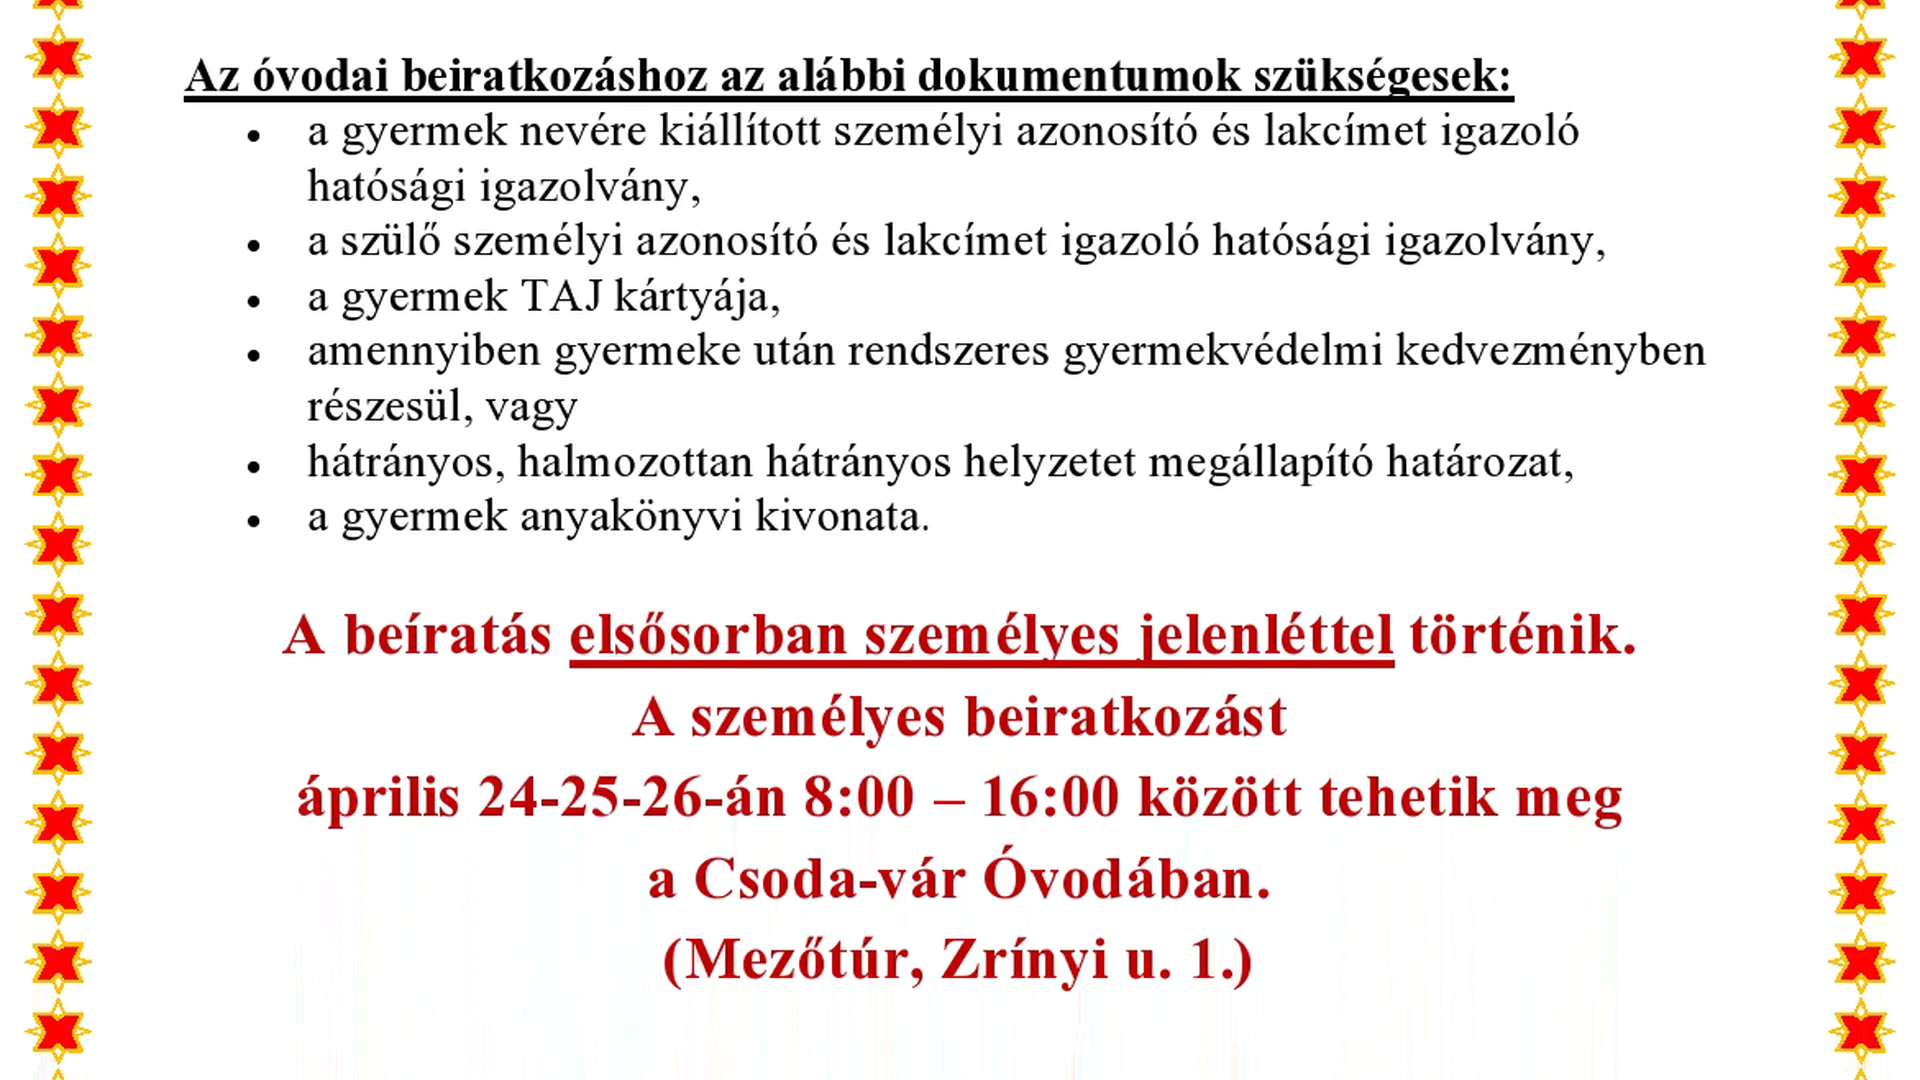 Az óvodai beiratkozáshoz az alábbi dokumentumok szükségesek:
• a gyermek nevére kiállított személyi azonosító és lakcímet igazoló
hatósági igazolvány,
• a szülő személyi azonosító és lakcímet igazoló hatósági igazolvány,
• a gyermek TAJ kártyája,
• amennyiben gyermeke után rendszeres gyermekvédelmi kedvezményben
részesül, vagy
• hátrányos, halmozottan hátrányos helyzetet megállapító határozat,
• a gyermek anyakönyvi kivonata.
A beíratás elsősorban személyes jelenléttel történik.
A személyes beiratkozást
április 24-25-26-án 8:00 – 16:00 között tehetik meg
a Csoda-vár Óvodában.
(Mezőtúr, Zrínyi u. 1.)